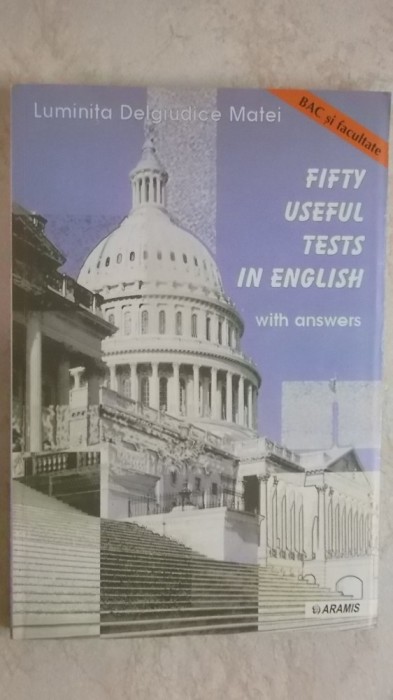 Luminita Delgiudice Matei
BAC și facultate
FIFTY
USEFUL
TESTS
IN ENGLISH
with answers
ARAMIS